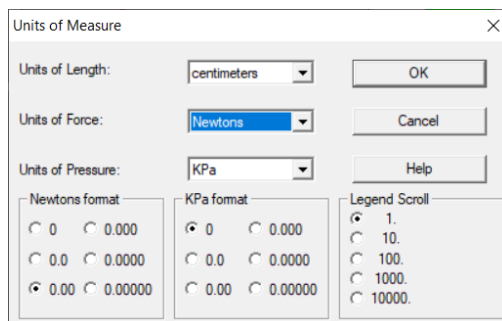 Units of Measure
Units of Length: centimeters OK
Units of Force: Newtons Cancel
Units of Pressure: KPa Help
Newtons format KPa format Legend Scroll
0 0.000 0 0.000 1.
10.
0.0 0.0000 0.0 0.0000 100.
1000.
0.00 0.00000 0.00 0.00000 10000.